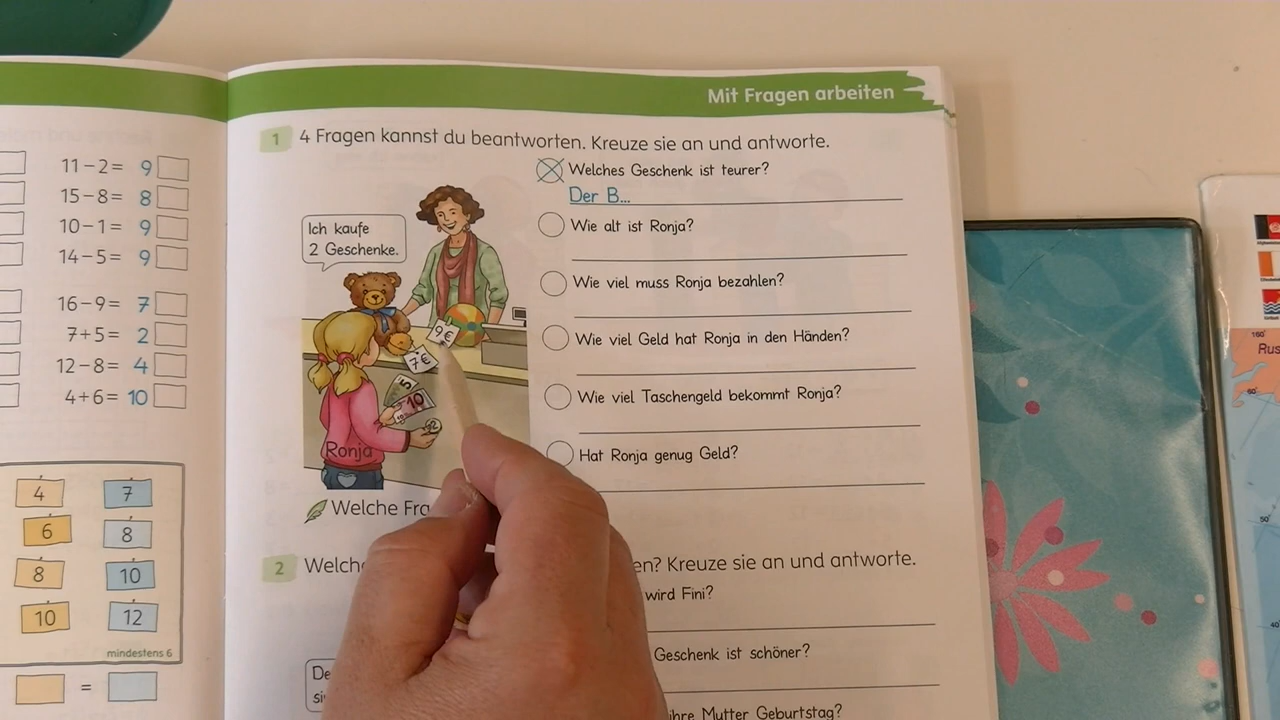 Mit Fragen arbeiten
11-2= 9
15-8= 8
10-1= 9
14-5= 9
16-9= 7
7+5= 2
12-8= 4
4+6= 10
4 7
6 8
8 10
10 12
mindestens 6
=
1 4 Fragen kannst du beantworten. Kreuze sie an und antworte.
Ich kaufe
2 Geschenke.
9€
7€
5
10
2
Ronja
Welches Geschenk ist teurer?
Der B...
Wie alt ist Ronja?
Wie viel muss Ronja bezahlen?
Wie viel Geld hat Ronja in den Händen?
Wie viel Taschengeld bekommt Ronja?
Hat Ronja genug Geld?
Welche
2 Kreuze sie an und antworte.
wird Fini?
Geschenk ist schöner?
Mutter Geburtstag?
160°
50°
40°